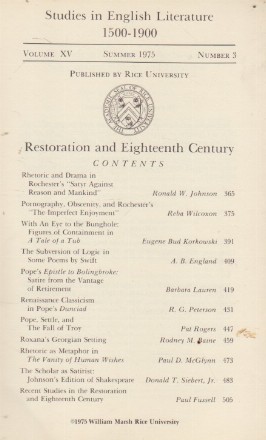 Studies in English Literature
1500-1900
VOLUME XV SUMMER 1975 NUMBER 3
PUBLISHED BY RICE UNIVERSITY
Restoration and Eighteenth Century
CONTENTS
Rhetoric and Drama in
Rochester's "Satyr Against
Reason and Mankind" Ronald W. Johnson 365
Pornography, Obscenity, and Rochester's
"The Imperfect Enjoyment" Reba Wilcoxon 375
With An Eye to the Bunghole:
Figures of Containment in
A Tale of a Tub Eugene Bud Korkowski 391
The Subversion of Logic in
Some Poems by Swift A. B. England 409
Pope's Epistle to Bolingbroke:
Satire from the Vantage
of Retirement Barbara Lauren 419
Renaissance Classicism
in Pope's Dunciad R. G. Peterson 431
Pope, Settle, and
The Fall of Troy Pat Rogers 447
Roxana's Georgian Setting Rodney M. Baine 459
Rhetoric as Metaphor in
The Vanity of Human Wishes Paul D. McGlynn 473
The Scholar as Satirist:
Johnson's Edition of Shakespeare Donald T. Siebert, Jr. 483
Recent Studies in the Restoration
and Eighteenth Century Paul Fussell 505
©1975 William Marsh Rice University